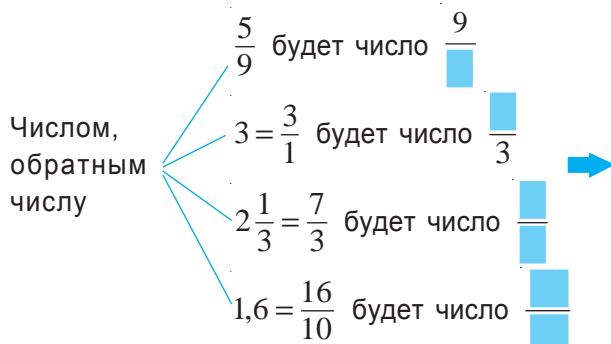 5/9 будет число 9/
Числом, обратным числу
3 = 3/1 будет число /3
2 1/3 = 7/3 будет число
1,6 = 16/10 будет число